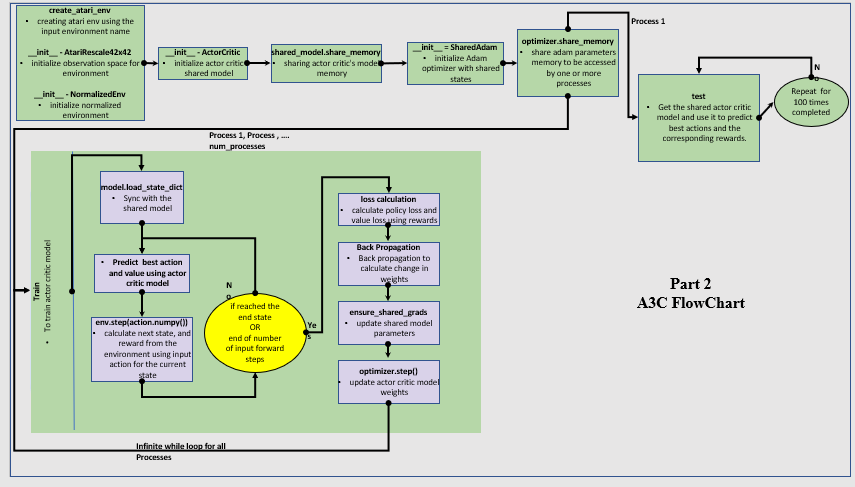 create_atari_env
• creating atari env using the
input environment name
__init__ - AtariRescale42x42
• initialize observation space for
environment
__init__ - NormalizedEnv
• initialize normalized
environment
__init__ - ActorCritic
• initialize actor critic
shared model
shared_model.share_memory
• sharing actor critic's model
memory
__init__ = SharedAdam
• initialize Adam
optimizer with shared
states
optimizer.share_memory
• share adam parameters
memory to be accessed
by one or more
processes
Process 1
test
• Get the shared actor critic
model and use it to predict
best actions and the
corresponding rewards.
N
o
Repeat for
100 times
completed
Process 1, Process , ....
num_processes
Train
• To train actor critic model
model.load_state_dict
• Sync with the
shared model
• Predict best action
and value using actor
critic model
env.step(action.numpy())
• calculate next state, and
reward from the
environment using input
action for the current
state
N
o
if reached the
end state
OR
end of number
of input forward
steps
Ye
s
loss calculation
• calculate policy loss and
value loss using rewards
Back Propagation
• Back propagation to
calculate change in
weights
ensure_shared_grads
• update shared model
parameters
optimizer.step()
• update actor critic model
weights
Infinite while loop for all
Processes
Part 2
A3C FlowChart